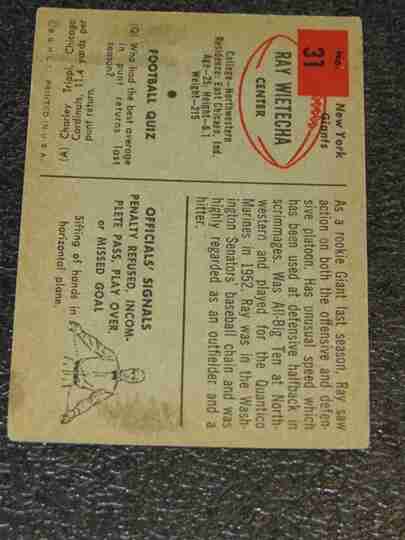 No.
31
New York
Giants
RAY WIETECHA
CENTER
College—Northwestern
Residence: East Chicago, Ind.
Age—25 Height—6.1
Weight—215
●
FOOTBALL QUIZ
(Q) Who had the best average
in punt returns last
season?
(A) Charley Trippi, Chicago
Cardinals, 11.4 yards per
punt return.
© B.G.H.L.I. PRINTED IN U.S.A.
As a rookie Giant last season, Ray saw
action on both the offensive and defen-
sive platoon. Has unusual speed which
has been used at defensive halfback in
scrimmages. Was All-Big Ten at North-
western and played for the Quantico
Marines in 1952. Ray was in the Wash-
ington Senators' baseball chain and was
highly regarded as an outfielder and a
hitter.
OFFICIALS' SIGNALS
PENALTY REFUSED, INCOM-
PLETE PASS, PLAY OVER
or MISSED GOAL
Sifting of hands in
horizontal plane.